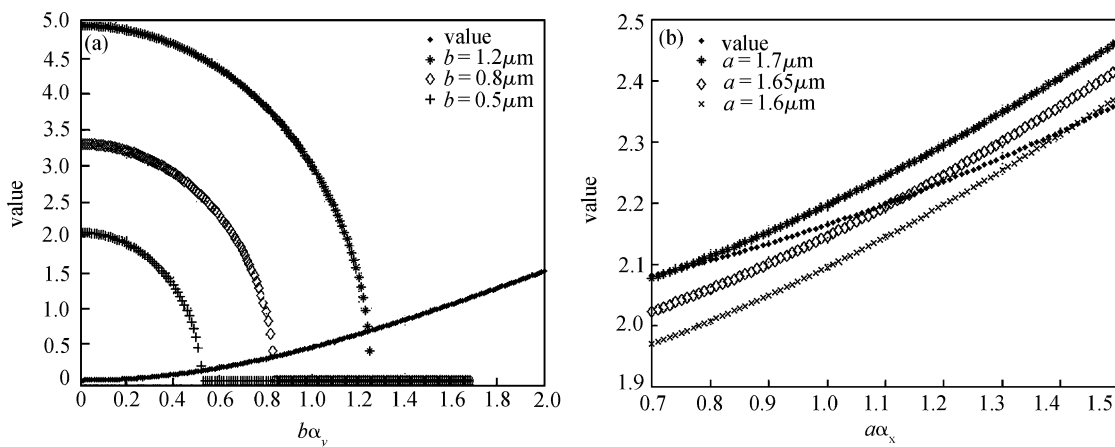 (a)
value
b = 1.2μm
b = 0.8μm
b = 0.5μm
5.0
4.5
4.0
3.5
3.0
2.5
2.0
1.5
1.0
0.5
0
value
0 0.2 0.4 0.6 0.8 1.0 1.2 1.4 1.6 1.8 2.0
bα_y
(b)
value
a = 1.7μm
a = 1.65μm
a = 1.6μm
2.5
2.4
2.3
2.2
2.1
2.0
1.9
value
0.7 0.8 0.9 1.0 1.1 1.2 1.3 1.4 1.5
aα_x